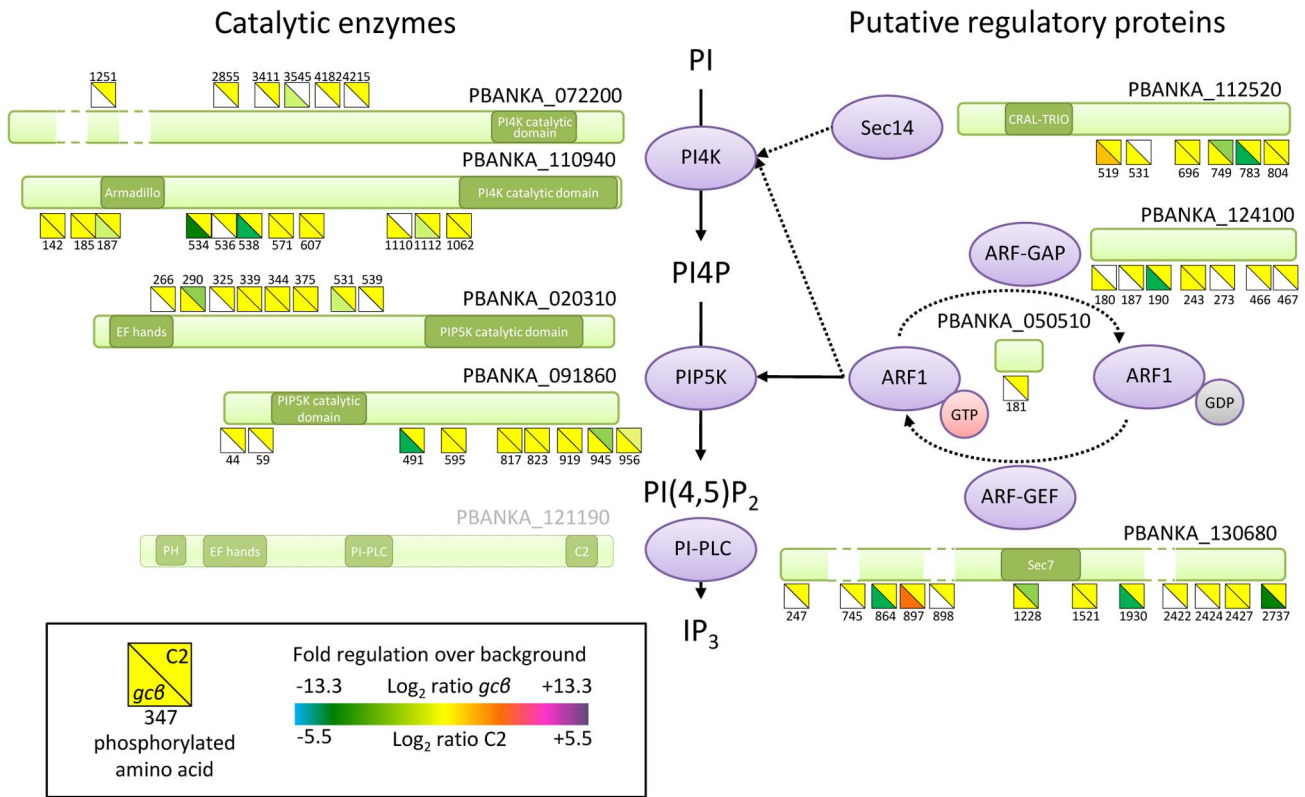 Catalytic enzymes
Putative regulatory proteins
1251 2855 3411 3545 4182 4215
PBANKA_072200
PI4K catalytic
domain
PBANKA_110940
Armadillo
PI4K catalytic domain
142 185 187 534 536 538 571 607 1110 1112 1062
266 290 325 339 344 375 531 539
PBANKA_020310
EF hands
PIP5K catalytic domain
PBANKA_091860
PIP5K catalytic
domain
44 59 491 595 817 823 919 945 956
PBANKA_121190
PH
EF hands
PI-PLC
C2
PI
PI4K
PI4P
PIP5K
PI(4,5)P₂
PI-PLC
IP₃
Sec14
PBANKA_112520
CRAL-TRIO
519 531 696 749 783 804
PBANKA_124100
ARF-GAP
180 187 190 243 273 466 467
PBANKA_050510
181
ARF1
GTP
ARF1
GDP
ARF-GEF
PBANKA_130680
Sec7
247 745 864 897 898 1228 1521 1930 2422 2424 2427 2737
C2
gcβ
347
phosphorylated
amino acid
Fold regulation over background
-13.3 Log₂ ratio gcβ +13.3
-5.5 Log₂ ratio C2 +5.5